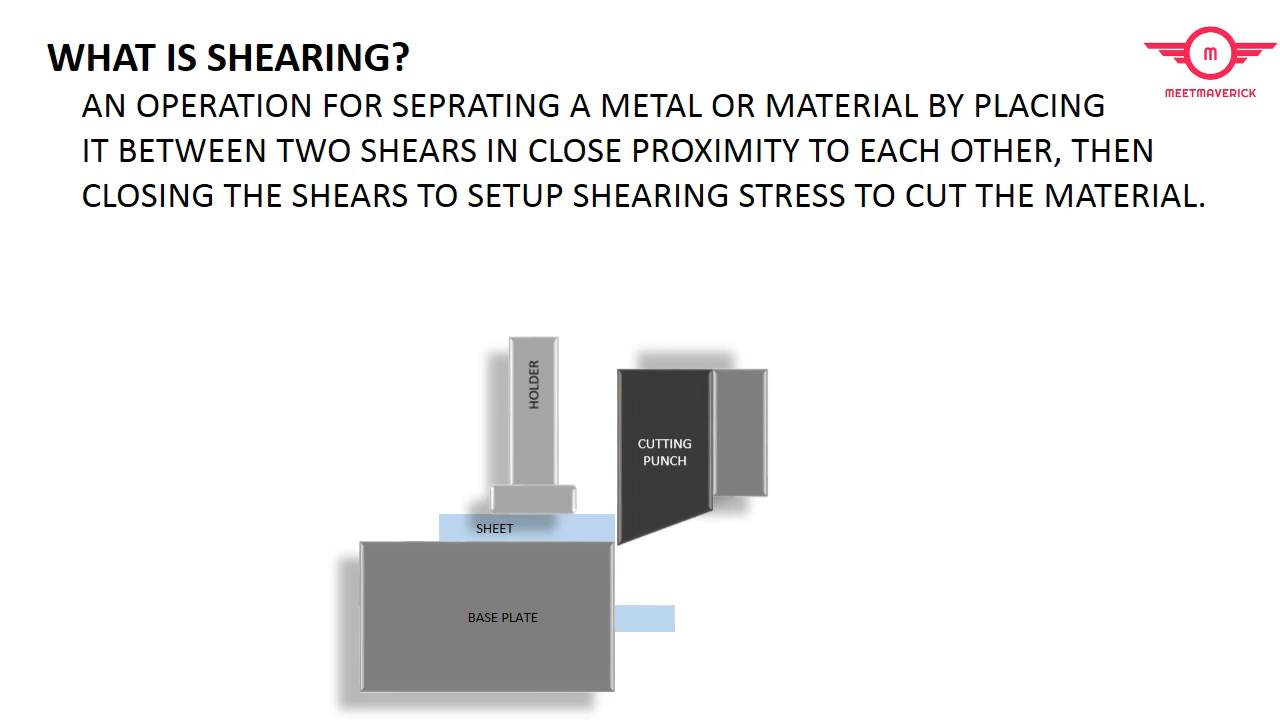 WHAT IS SHEARING?
M
MEETMAVERICK
AN OPERATION FOR SEPRATING A METAL OR MATERIAL BY PLACING
IT BETWEEN TWO SHEARS IN CLOSE PROXIMITY TO EACH OTHER, THEN
CLOSING THE SHEARS TO SETUP SHEARING STRESS TO CUT THE MATERIAL.
HOLDER
CUTTING
PUNCH
SHEET
BASE PLATE